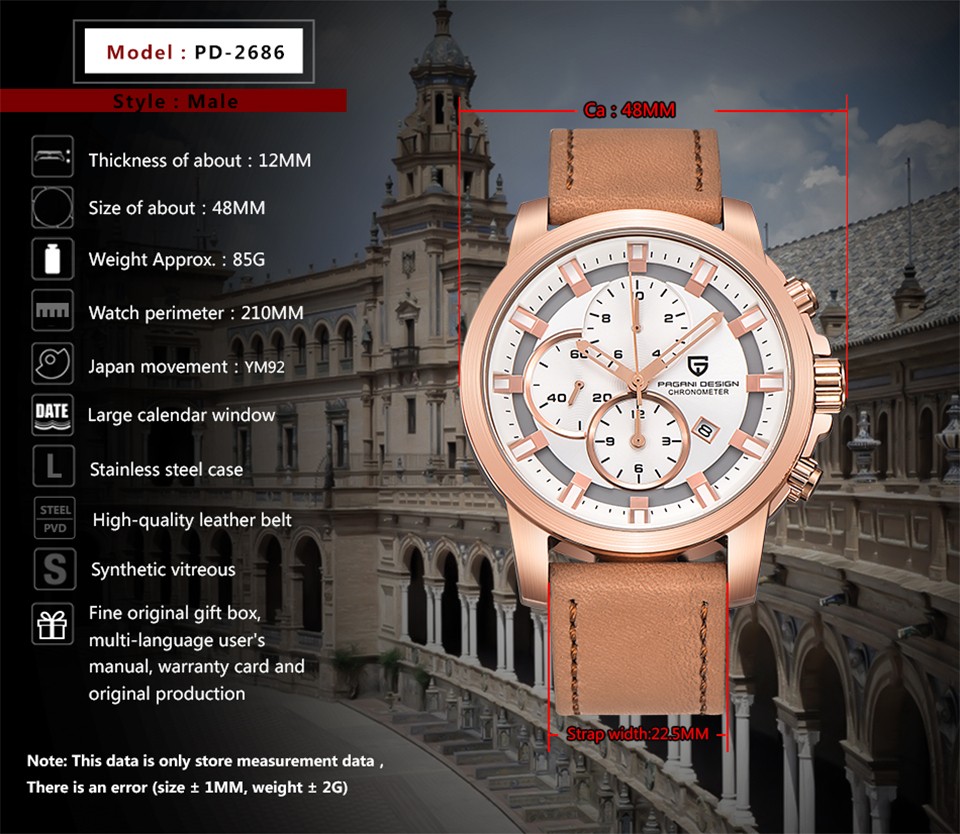 Model : PD-2686
Style : Male
Ca : 48MM
Thickness of about : 12MM
Size of about : 48MM
Weight Approx. : 85G
Watch perimeter : 210MM
Japan movement : YM92
DATE
Large calendar window
L
Stainless steel case
STEEL
PVD
High-quality leather belt
S
Synthetic vitreous
Fine original gift box,
multi-language user's
manual, warranty card and
original production
8 2
6 4
60
40 20
PAGANI DESIGN
CHRONOMETER
12
9 3
6
8
Strap width:22.5MM
Note: This data is only store measurement data ,
There is an error (size ± 1MM, weight ± 2G)